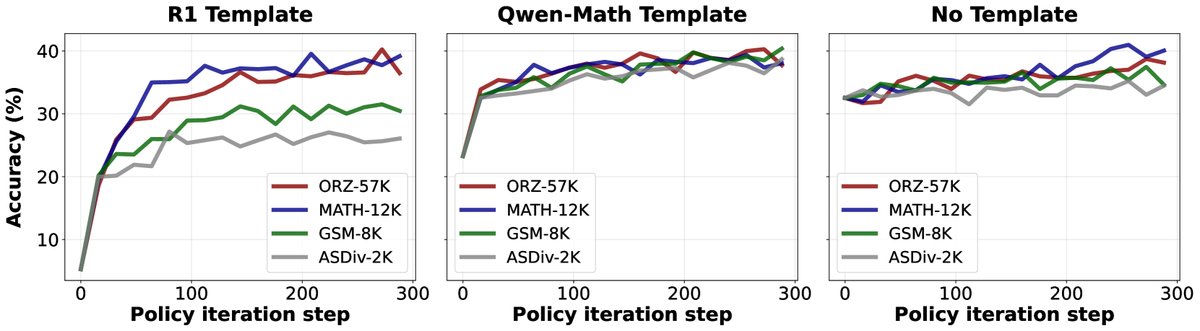 R1 Template
Qwen-Math Template
No Template
Accuracy (%)
40
30
20
10
ORZ-57K
MATH-12K
GSM-8K
ASDiv-2K
0
100
200
300
Policy iteration step
ORZ-57K
MATH-12K
GSM-8K
ASDiv-2K
0
100
200
300
Policy iteration step
ORZ-57K
MATH-12K
GSM-8K
ASDiv-2K
0
100
200
300
Policy iteration step